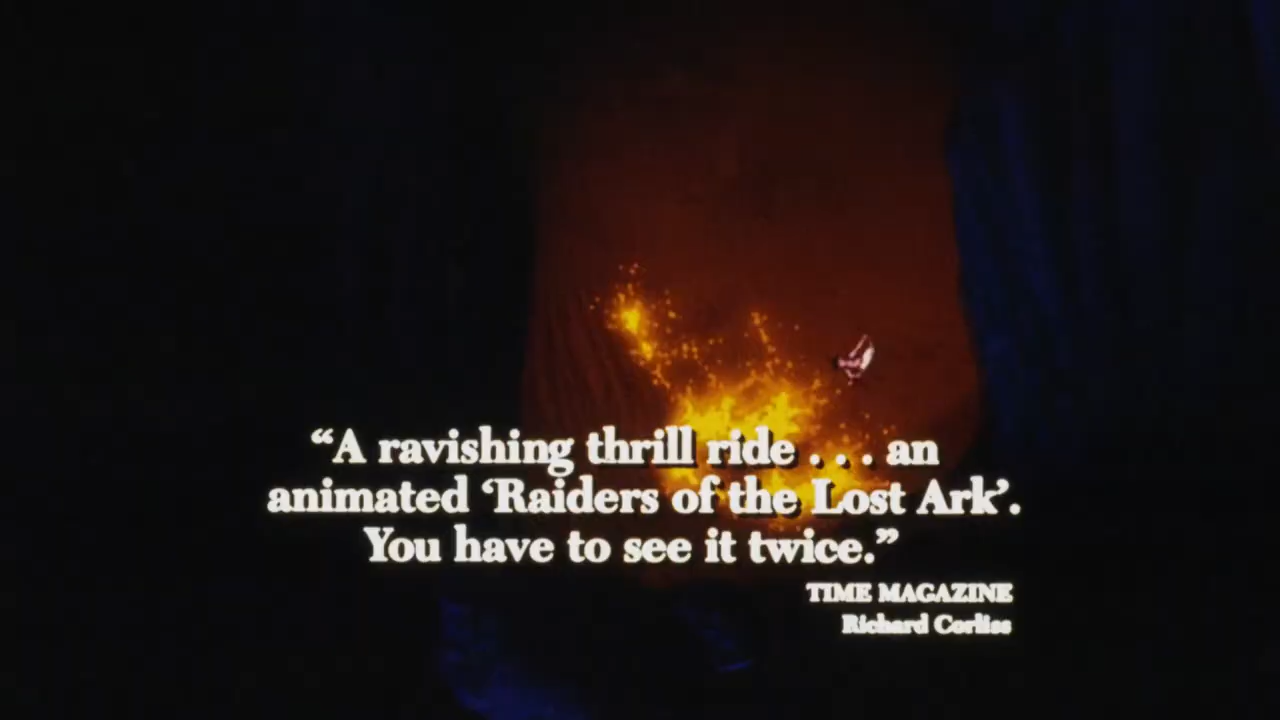 “A ravishing thrill ride . . . an
animated ‘Raiders of the Lost Ark’.
You have to see it twice.”
TIME MAGAZINE
Richard Corliss